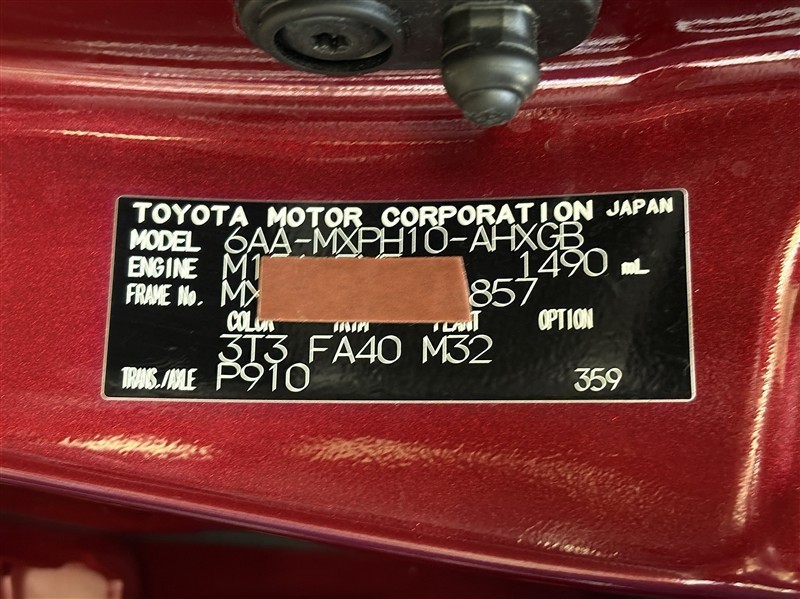 TOYOTA MOTOR CORPORATION JAPAN
MODEL 6AA-MXPH10-AHXGB
ENGINE 1490 mL
FRAME No. MX 857
COLOR TRIM PLANT OPTION
3T3 FA40 M32
TRANS./AXLE P910 359